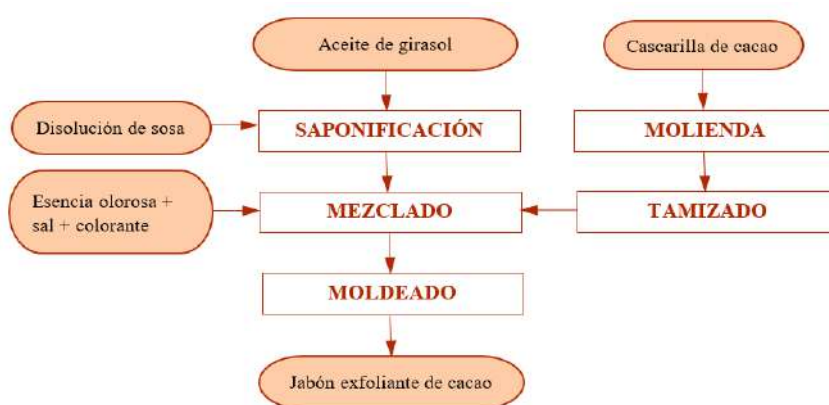 Aceite de girasol
Cascarilla de cacao
Disolución de sosa
SAPONIFICACIÓN
MOLIENDA
Esencia olorosa +
sal + colorante
MEZCLADO
TAMIZADO
MOLDEADO
Jabón exfoliante de cacao